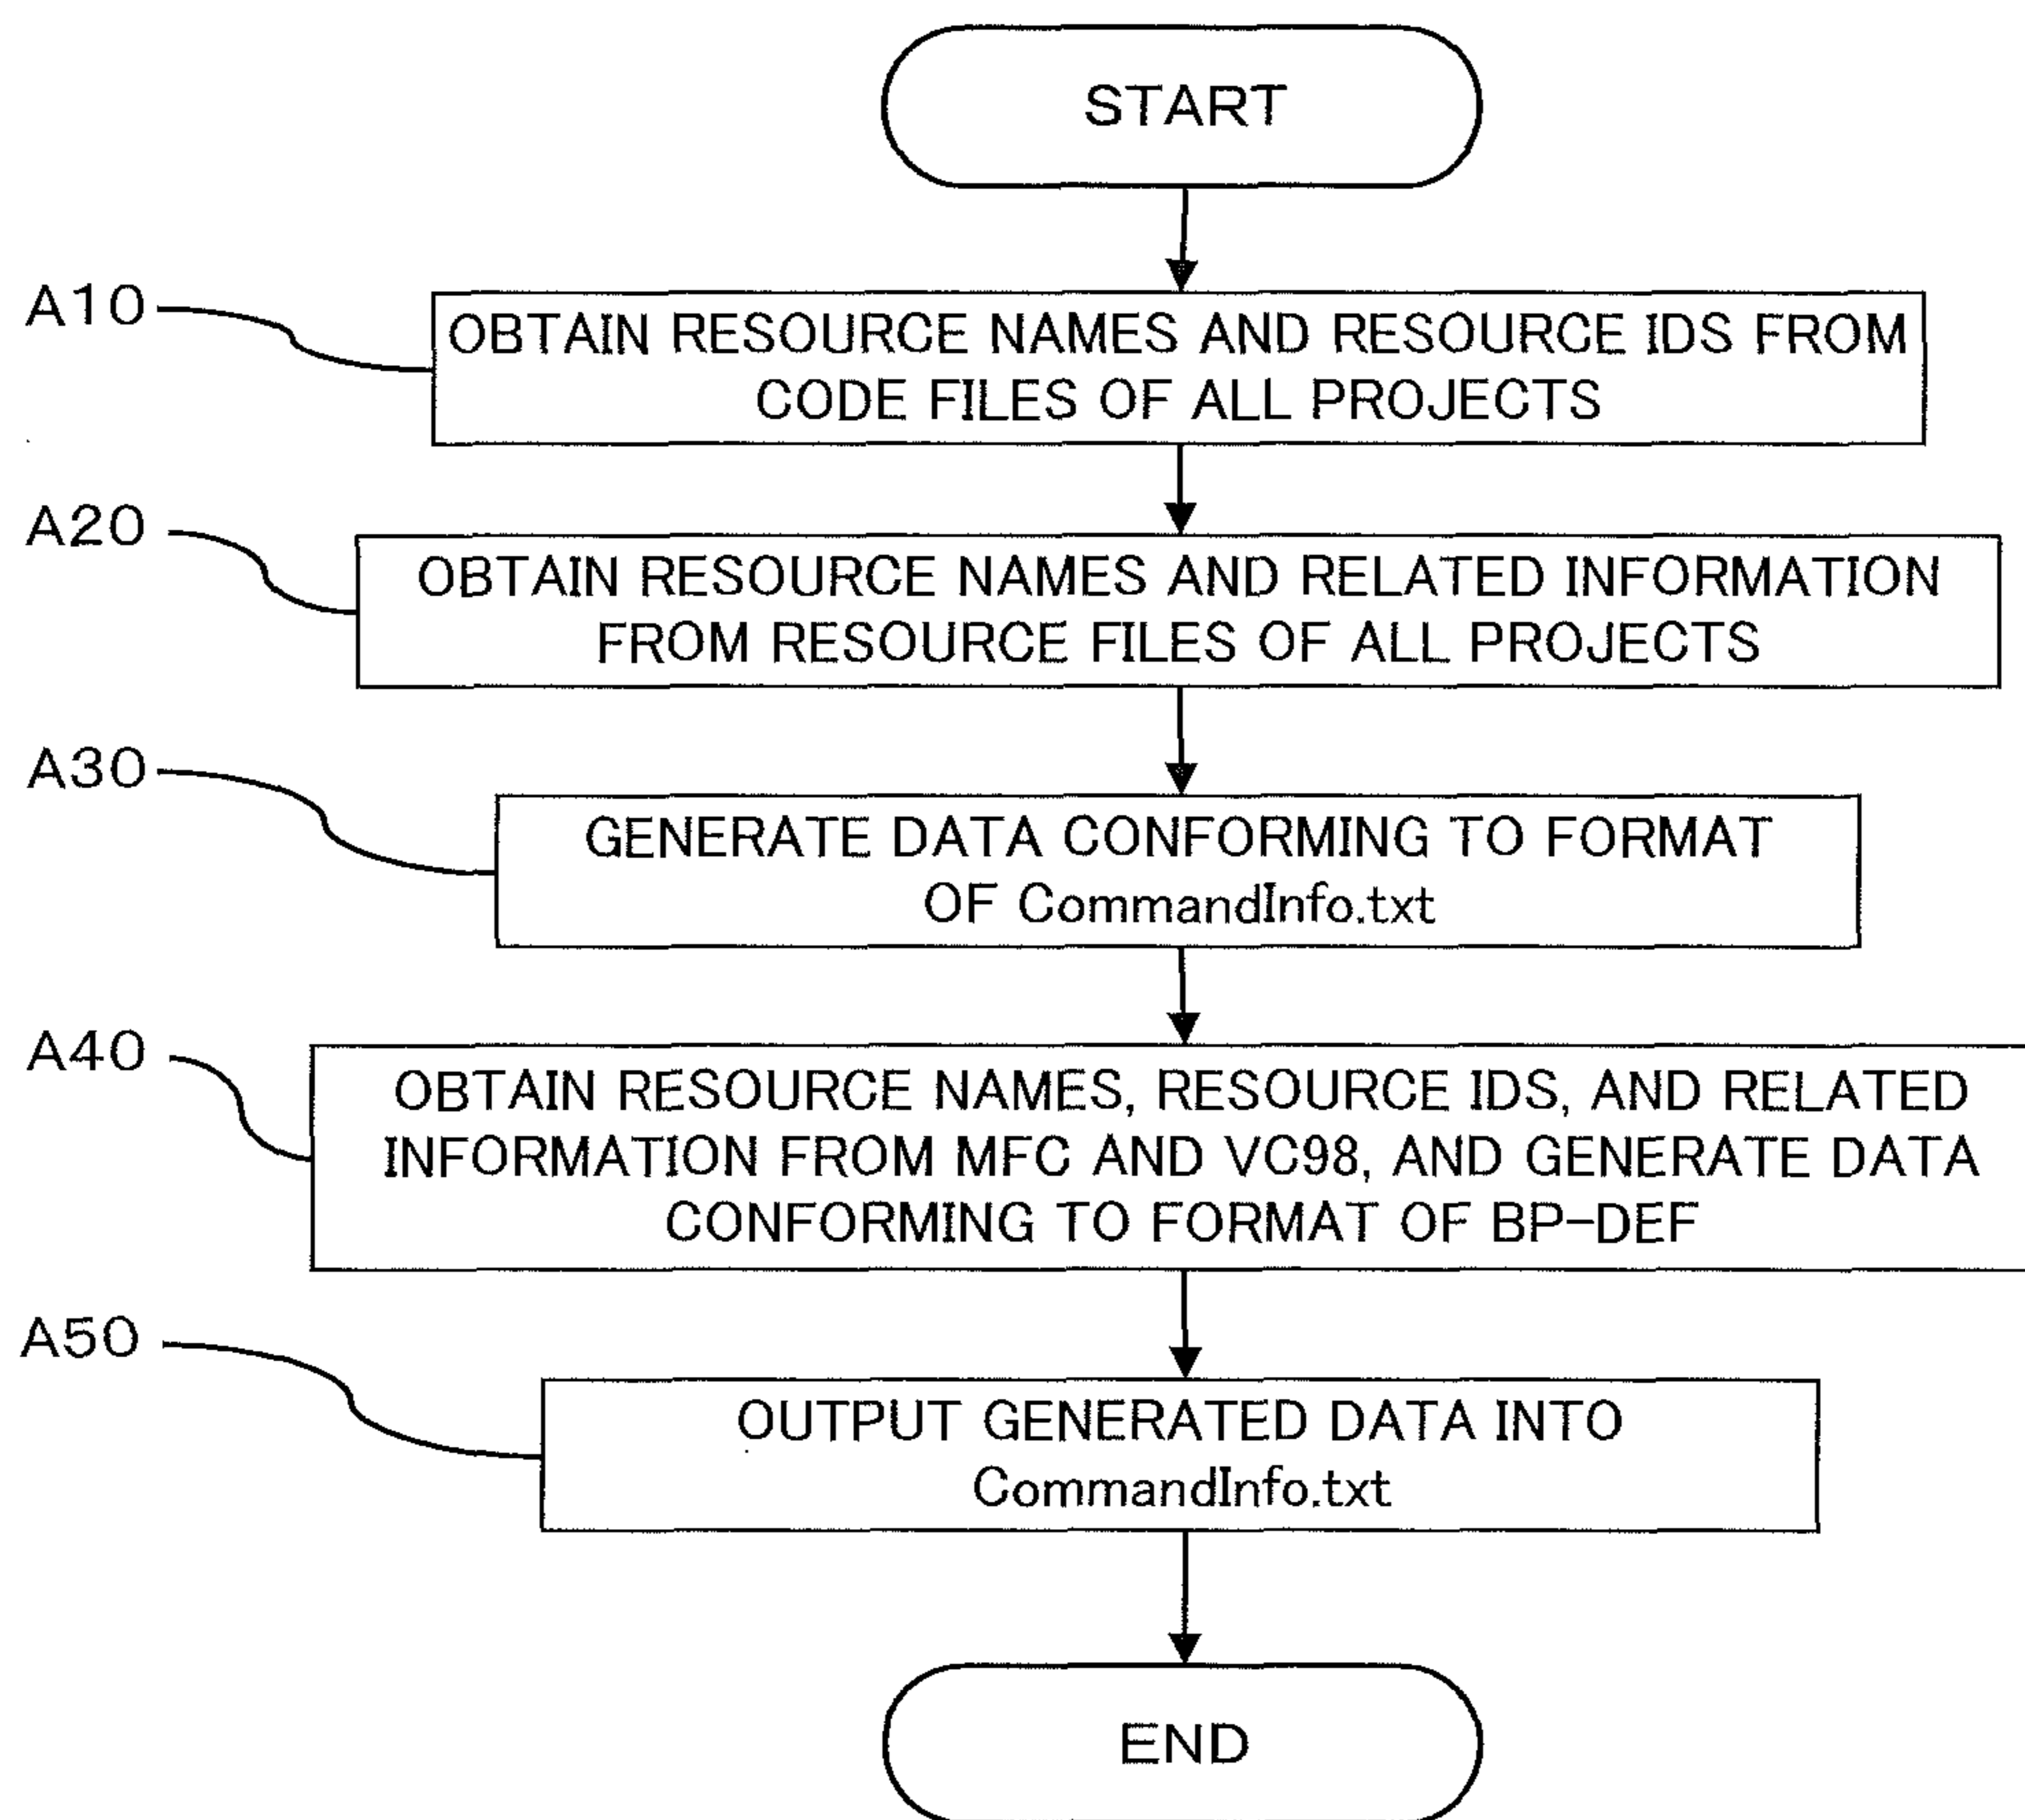 START
A10
OBTAIN RESOURCE NAMES AND RESOURCE IDS FROM
CODE FILES OF ALL PROJECTS
A20
OBTAIN RESOURCE NAMES AND RELATED INFORMATION
FROM RESOURCE FILES OF ALL PROJECTS
A30
GENERATE DATA CONFORMING TO FORMAT
OF CommandInfo.txt
A40
OBTAIN RESOURCE NAMES, RESOURCE IDS, AND RELATED
INFORMATION FROM MFC AND VC98, AND GENERATE DATA
CONFORMING TO FORMAT OF BP-DEF
A50
OUTPUT GENERATED DATA INTO
CommandInfo.txt
END